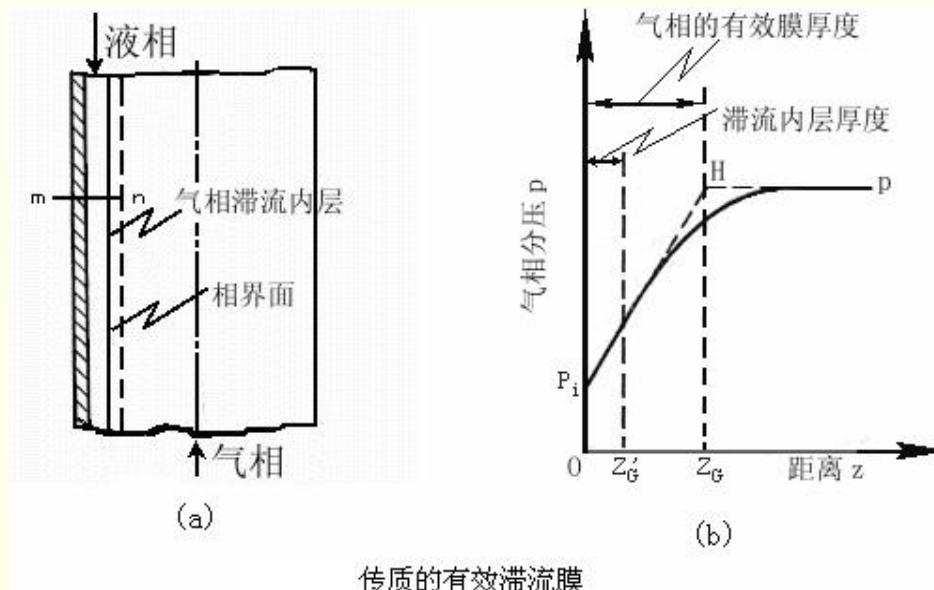 液相
m
n
气相滞流内层
相界面
气相
(a)
气相的有效膜厚度
滞流内层厚度
H
p
气相分压 p
Pi
0
Z'G
ZG
距离 z
(b)
传质的有效滞流膜